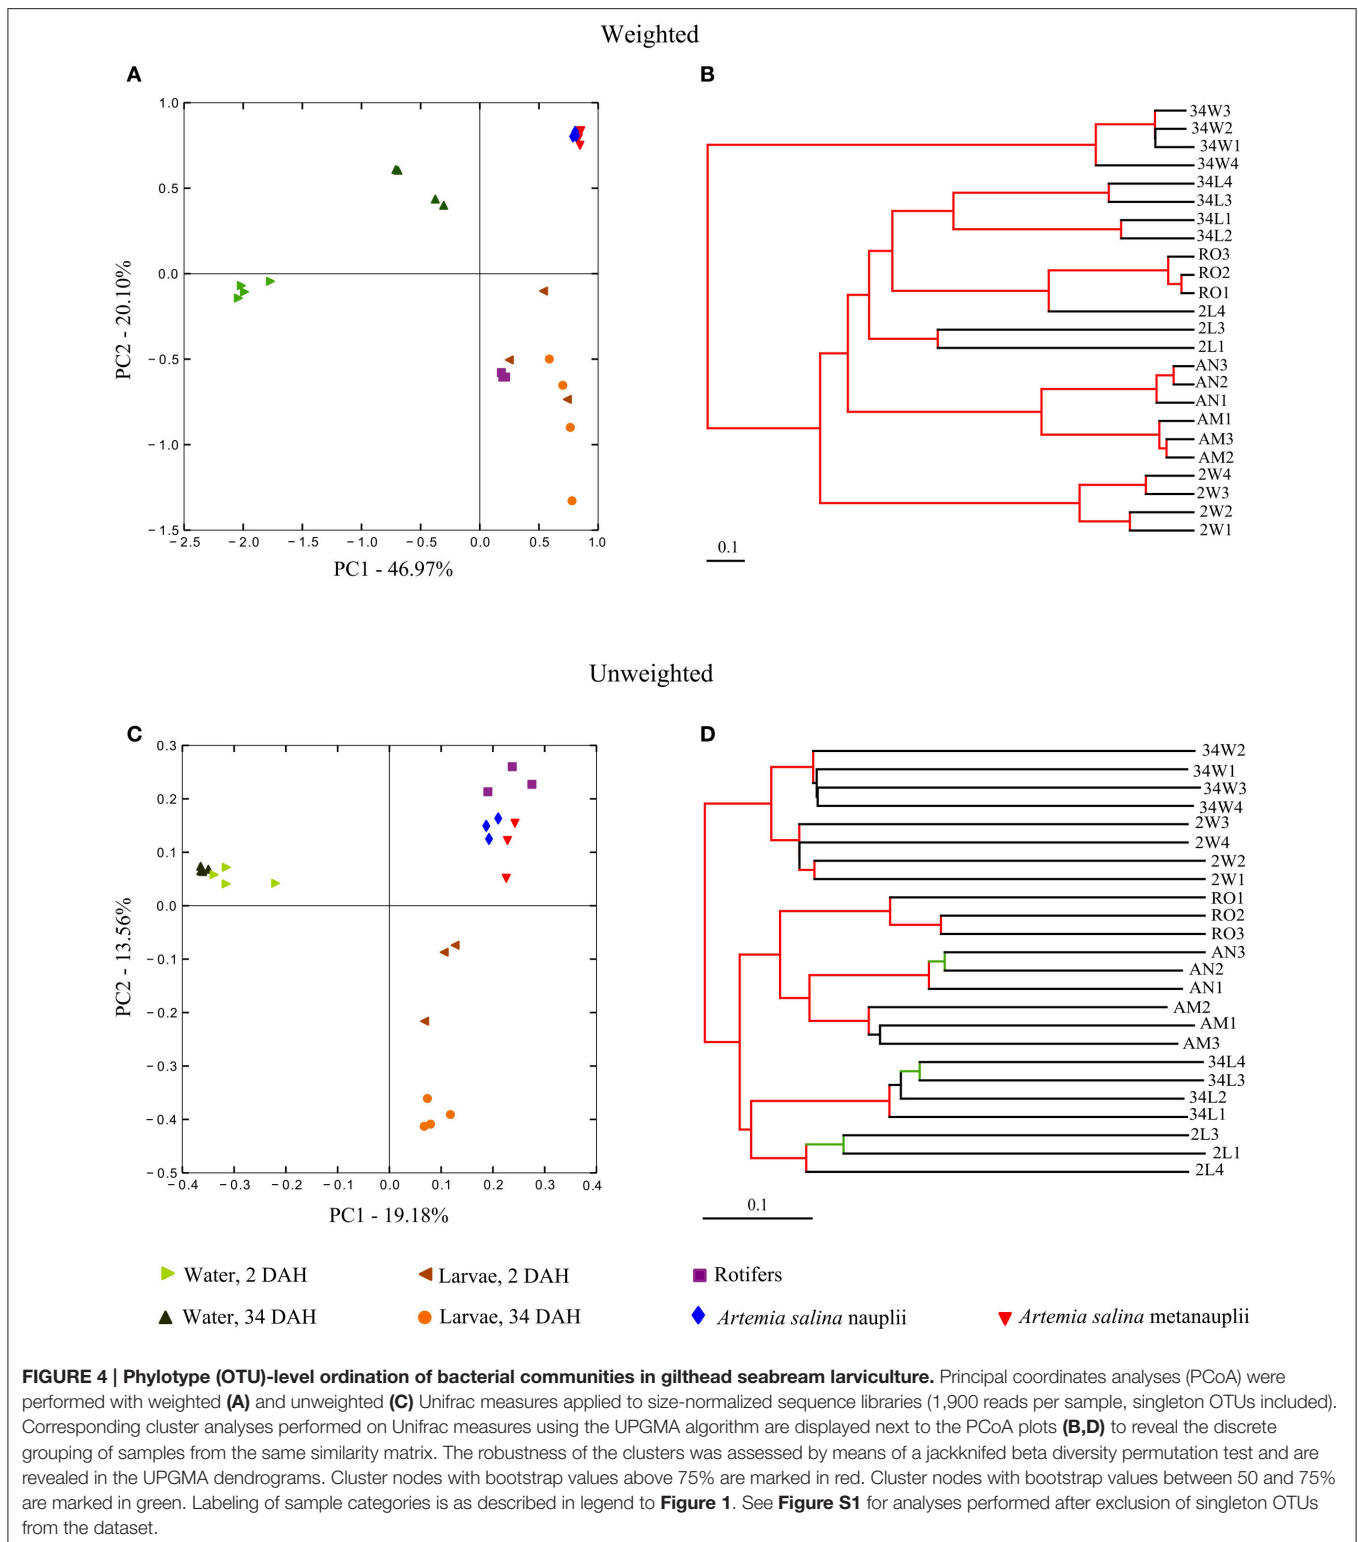 Weighted
A
1.0
0.5
0.0
−0.5
−1.0
−1.5
−2.5 −2.0 −1.5 −1.0 −0.5 0.0 0.5 1.0
PC2 - 20.10%
PC1 - 46.97%
B
34W3
34W2
34W1
34W4
34L4
34L3
34L1
34L2
RO3
RO2
RO1
2L4
2L3
2L1
AN3
AN2
AN1
AM1
AM3
AM2
2W4
2W3
2W2
2W1
0.1
Unweighted
C
0.3
0.2
0.1
0.0
−0.1
−0.2
−0.3
−0.4
−0.5
−0.4 −0.3 −0.2 −0.1 0.0 0.1 0.2 0.3 0.4
PC2 - 13.56%
PC1 - 19.18%
D
34W2
34W1
34W3
34W4
2W3
2W4
2W2
2W1
RO1
RO2
RO3
AN3
AN2
AN1
AM2
AM1
AM3
34L4
34L3
34L2
34L1
2L3
2L1
2L4
0.1
Water, 2 DAH
Larvae, 2 DAH
Rotifers
Water, 34 DAH
Larvae, 34 DAH
Artemia salina nauplii
Artemia salina metanauplii
FIGURE 4 | Phylotype (OTU)-level ordination of bacterial communities in gilthead seabream larviculture. Principal coordinates analyses (PCoA) were
performed with weighted (A) and unweighted (C) Unifrac measures applied to size-normalized sequence libraries (1,900 reads per sample, singleton OTUs included).
Corresponding cluster analyses performed on Unifrac measures using the UPGMA algorithm are displayed next to the PCoA plots (B,D) to reveal the discrete
grouping of samples from the same similarity matrix. The robustness of the clusters was assessed by means of a jackknifed beta diversity permutation test and are
revealed in the UPGMA dendrograms. Cluster nodes with bootstrap values above 75% are marked in red. Cluster nodes with bootstrap values between 50 and 75%
are marked in green. Labeling of sample categories is as described in legend to Figure 1. See Figure S1 for analyses performed after exclusion of singleton OTUs
from the dataset.